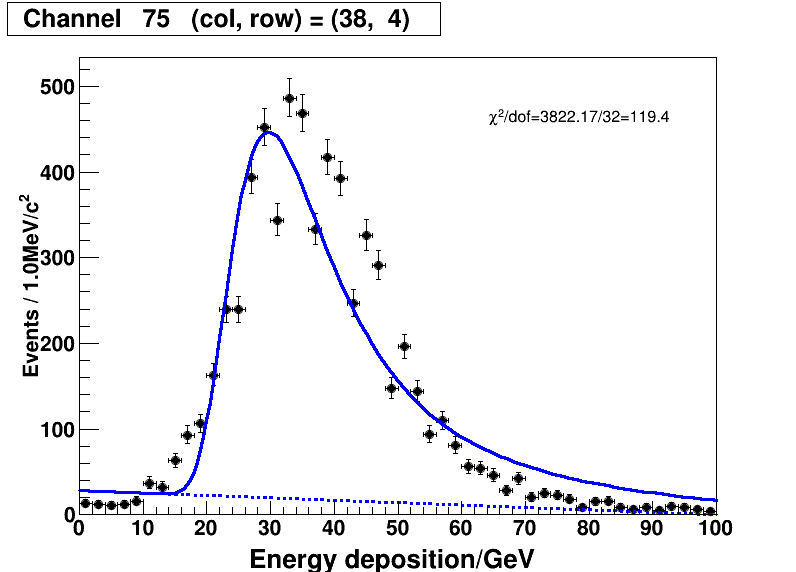 Channel 75 (col, row) = (38, 4)
χ²/dof=3822.17/32=119.4
Events / 1.0MeV/c²
500
400
300
200
100
0
0 10 20 30 40 50 60 70 80 90 100
Energy deposition/GeV